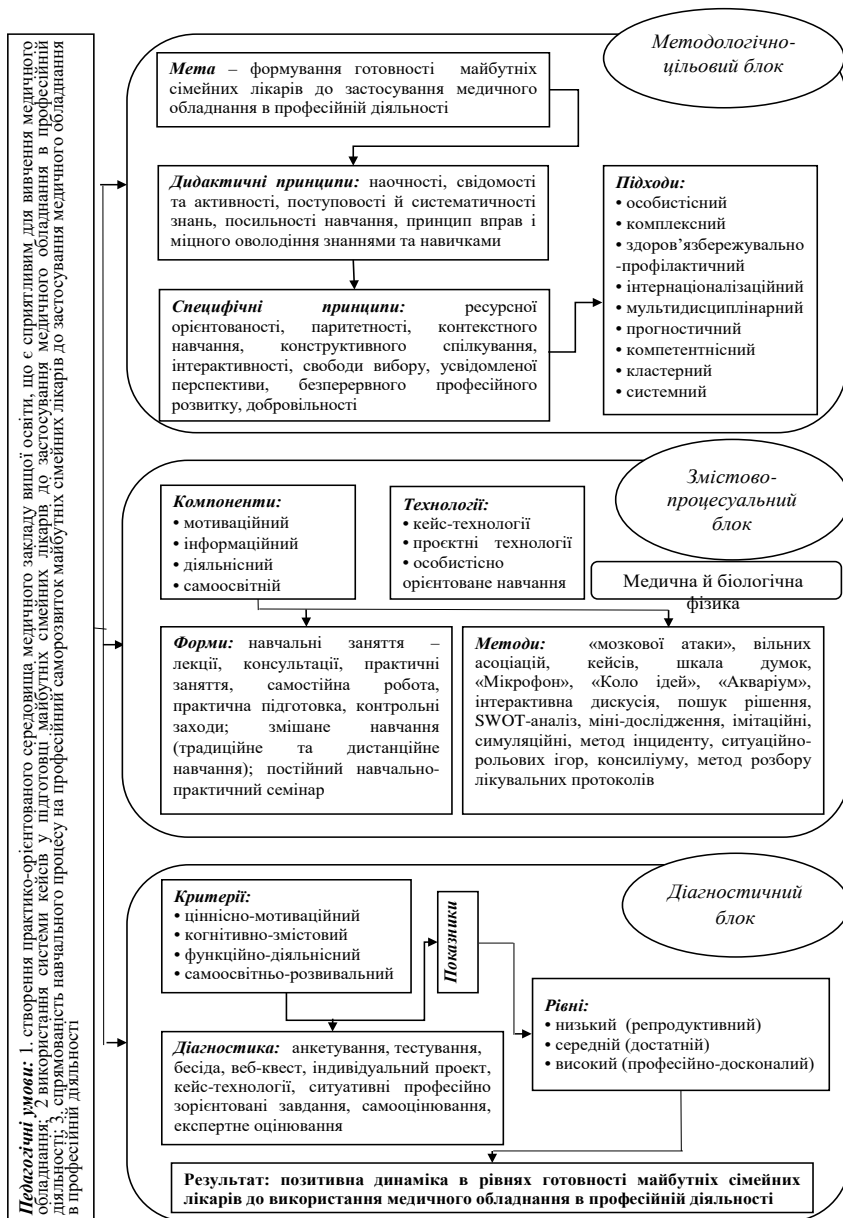 Педагогічні умови: 1. створення практико-орієнтованого середовища медичного закладу вищої освіти, що є сприятливим для вивчення медичного
обладнання; 2 використання системи кейсів у підготовці майбутніх сімейних лікарів до застосування медичного обладнання в професійній
діяльності; 3. спрямованість навчального процесу на професійний саморозвиток майбутніх сімейних лікарів до застосування медичного обладнання
в професійній діяльності
Методологічно-
цільовий блок
Мета – формування готовності майбутніх
сімейних лікарів до застосування медичного
обладнання в професійній діяльності
Дидактичні принципи: наочності, свідомості
та активності, поступовості й систематичності
знань, посильності навчання, принцип вправ і
міцного оволодіння знаннями та навичками
Специфічні принципи: ресурсної
орієнтованості, паритетності, контекстного
навчання, конструктивного спілкування,
інтерактивності, свободи вибору, усвідомленої
перспективи, безперервного професійного
розвитку, добровільності
Підходи:
• особистісний
• комплексний
• здоров’язбережувально
-профілактичний
• інтернаціоналізаційний
• мультидисциплінарний
• прогностичний
• компетентнісний
• кластерний
• системний
Змістово-
процесуальний
блок
Компоненти:
• мотиваційний
• інформаційний
• діяльнісний
• самоосвітній
Технології:
• кейс-технології
• проєктні технології
• особистісно
орієнтоване навчання
Медична й біологічна
фізика
Форми: навчальні заняття –
лекції, консультації, практичні
заняття, самостійна робота,
практична підготовка, контрольні
заходи; змішане навчання
(традиційне та дистанційне
навчання); постійний навчально-
практичний семінар
Методи: «мозкової атаки», вільних
асоціацій, кейсів, шкала думок,
«Мікрофон», «Коло ідей», «Акваріум»,
інтерактивна дискусія, пошук рішення,
SWOT-аналіз, міні-дослідження, імітаційні,
симуляційні, метод інциденту, ситуаційно-
рольових ігор, консиліуму, метод розбору
лікувальних протоколів
Діагностичний
блок
Критерії:
• ціннісно-мотиваційний
• когнітивно-змістовий
• функційно-діяльнісний
• самоосвітньо-розвивальний
Показники
Рівні:
• низький (репродуктивний)
• середній (достатній)
• високий (професійно-досконалий)
Діагностика: анкетування, тестування,
бесіда, веб-квест, індивідуальний проект,
кейс-технології, ситуативні професійно
зорієнтовані завдання, самооцінювання,
експертне оцінювання
Результат: позитивна динаміка в рівнях готовності майбутніх сімейних
лікарів до використання медичного обладнання в професійній діяльності